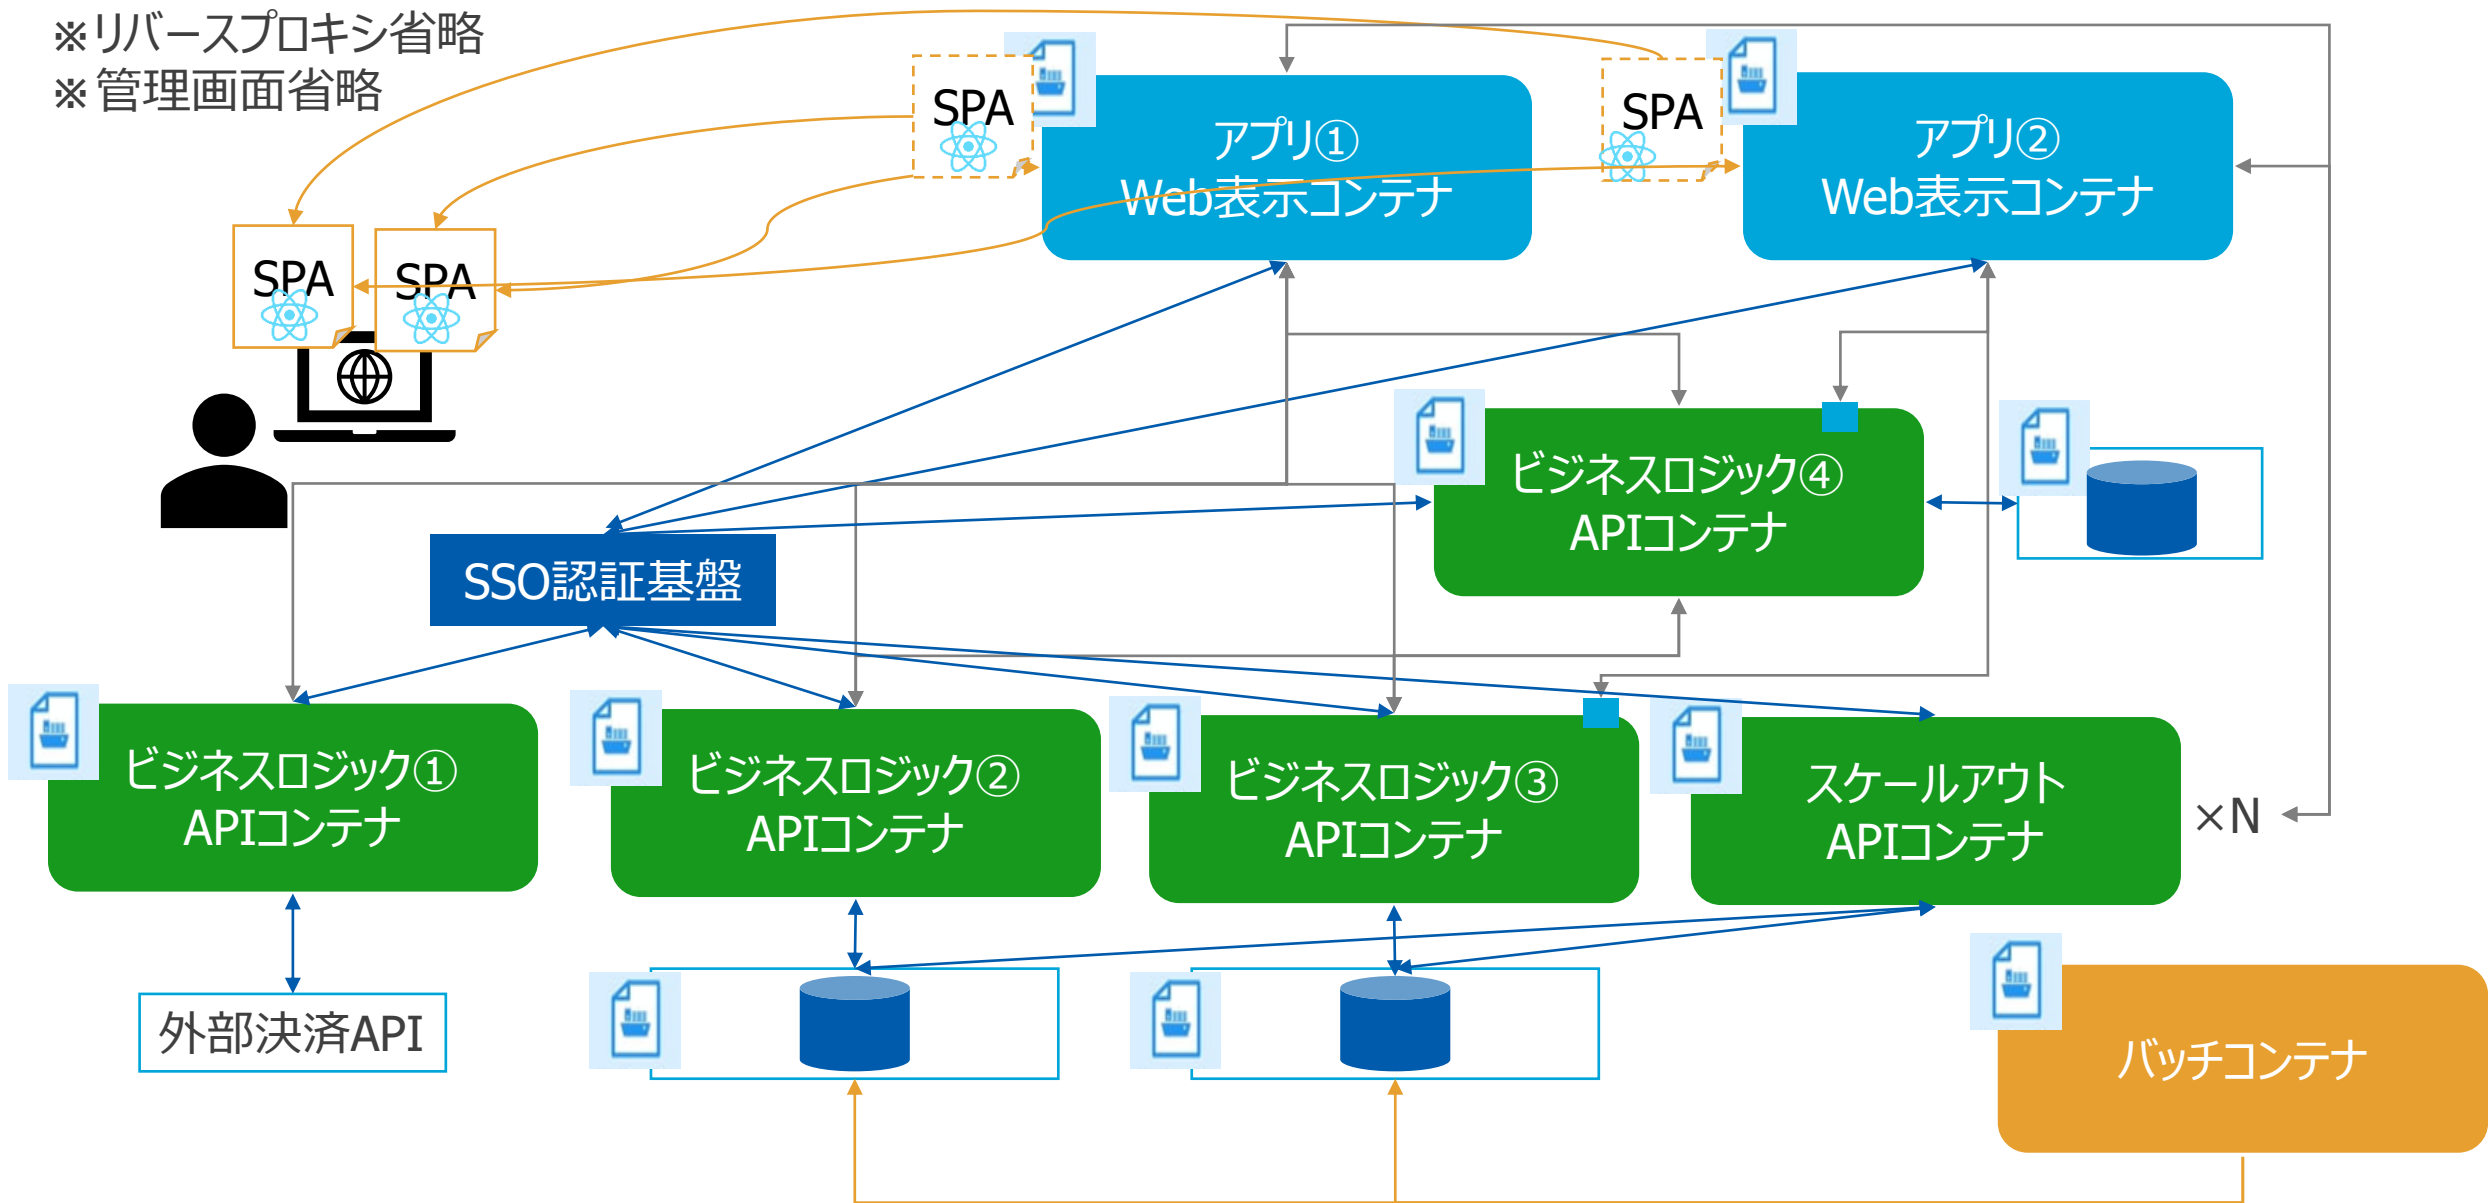 ※リバースプロキシ省略
※管理画面省略
SPA
SPA
アプリ①
Web表示コンテナ
アプリ②
Web表示コンテナ
SPA
SPA
ビジネスロジック④
APIコンテナ
SSO認証基盤
ビジネスロジック①
APIコンテナ
ビジネスロジック②
APIコンテナ
ビジネスロジック③
APIコンテナ
スケールアウト
APIコンテナ
×N
外部決済API
バッチコンテナ